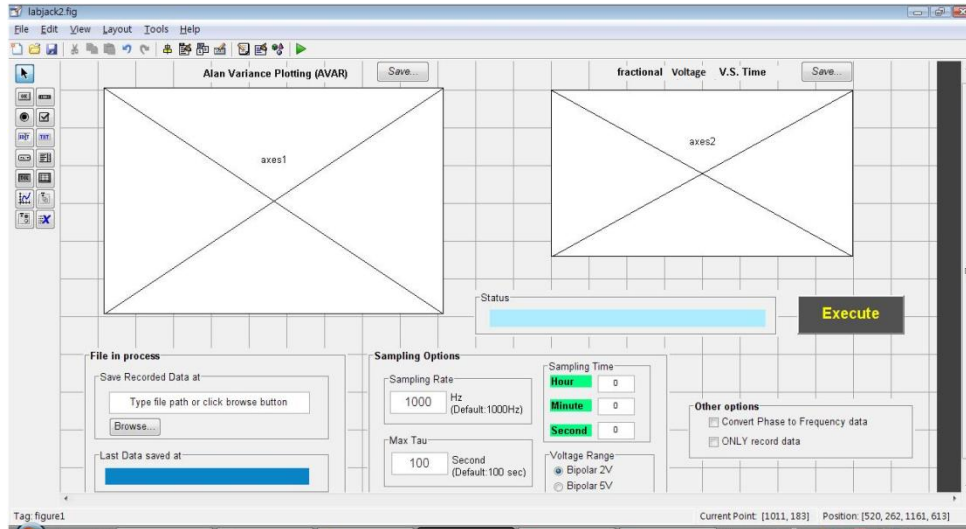 labjack2.fig
File Edit View Layout Tools Help
Alan Variance Plotting (AVAR) Save... fractional Voltage V.S. Time Save...
axes1
axes2
Status
Execute
File in process
Save Recorded Data at
Type file path or click browse button
Browse...
Last Data saved at
Sampling Options
Sampling Rate
1000 Hz
(Default:1000Hz)
Max Tau
100 Second
(Default:100 sec)
Sampling Time
Hour 0
Minute 0
Second 0
Voltage Range
Bipolar 2V
Bipolar 5V
Other options
Convert Phase to Frequency data
ONLY record data
Tag: figure1 Current Point: [1011, 183] Position: [520, 262, 1161, 613]